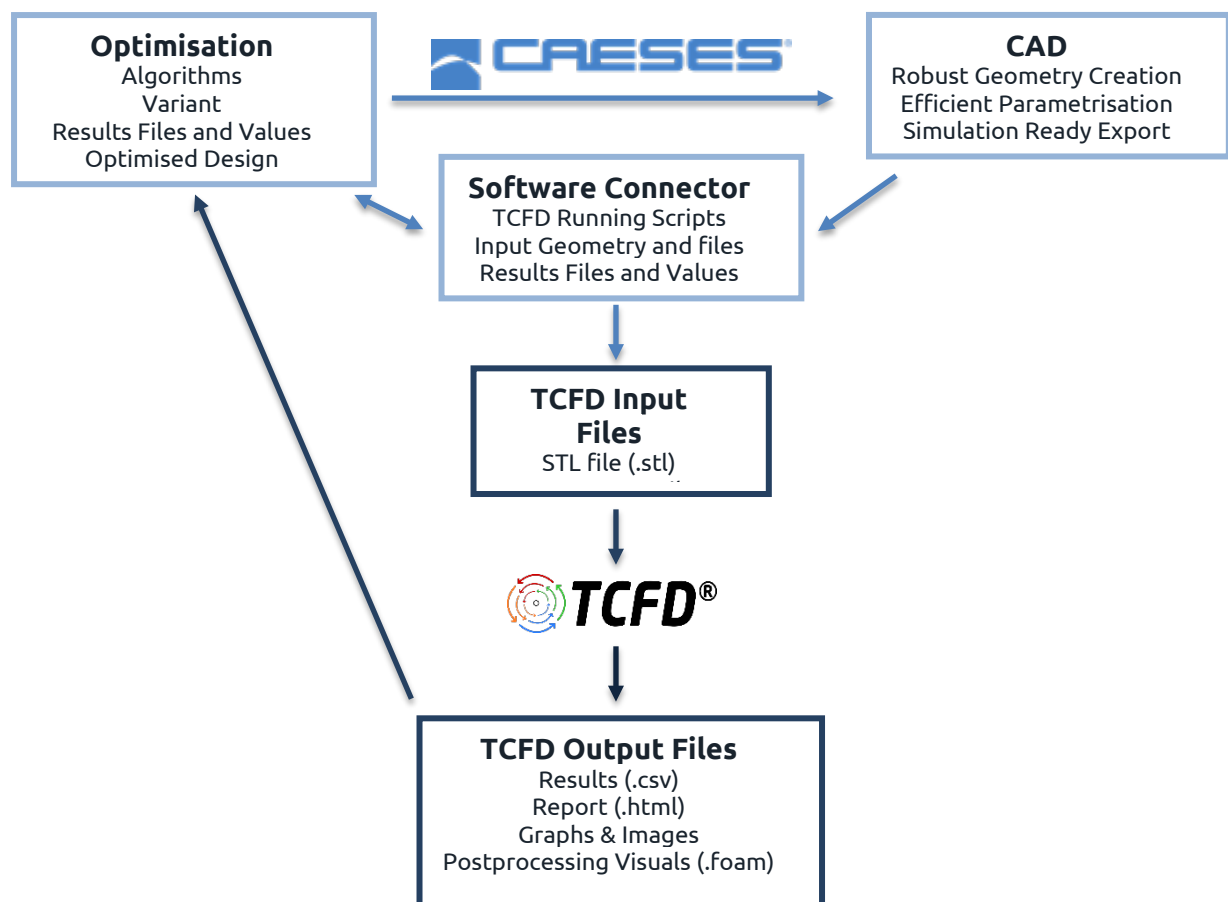 Optimisation
Algorithms
Variant
Results Files and Values
Optimised Design
CAESES®
CAD
Robust Geometry Creation
Efficient Parametrisation
Simulation Ready Export
Software Connector
TCFD Running Scripts
Input Geometry and files
Results Files and Values
TCFD Input
Files
STL file (.stl)
TCFD®
TCFD Output Files
Results (.csv)
Report (.html)
Graphs & Images
Postprocessing Visuals (.foam)